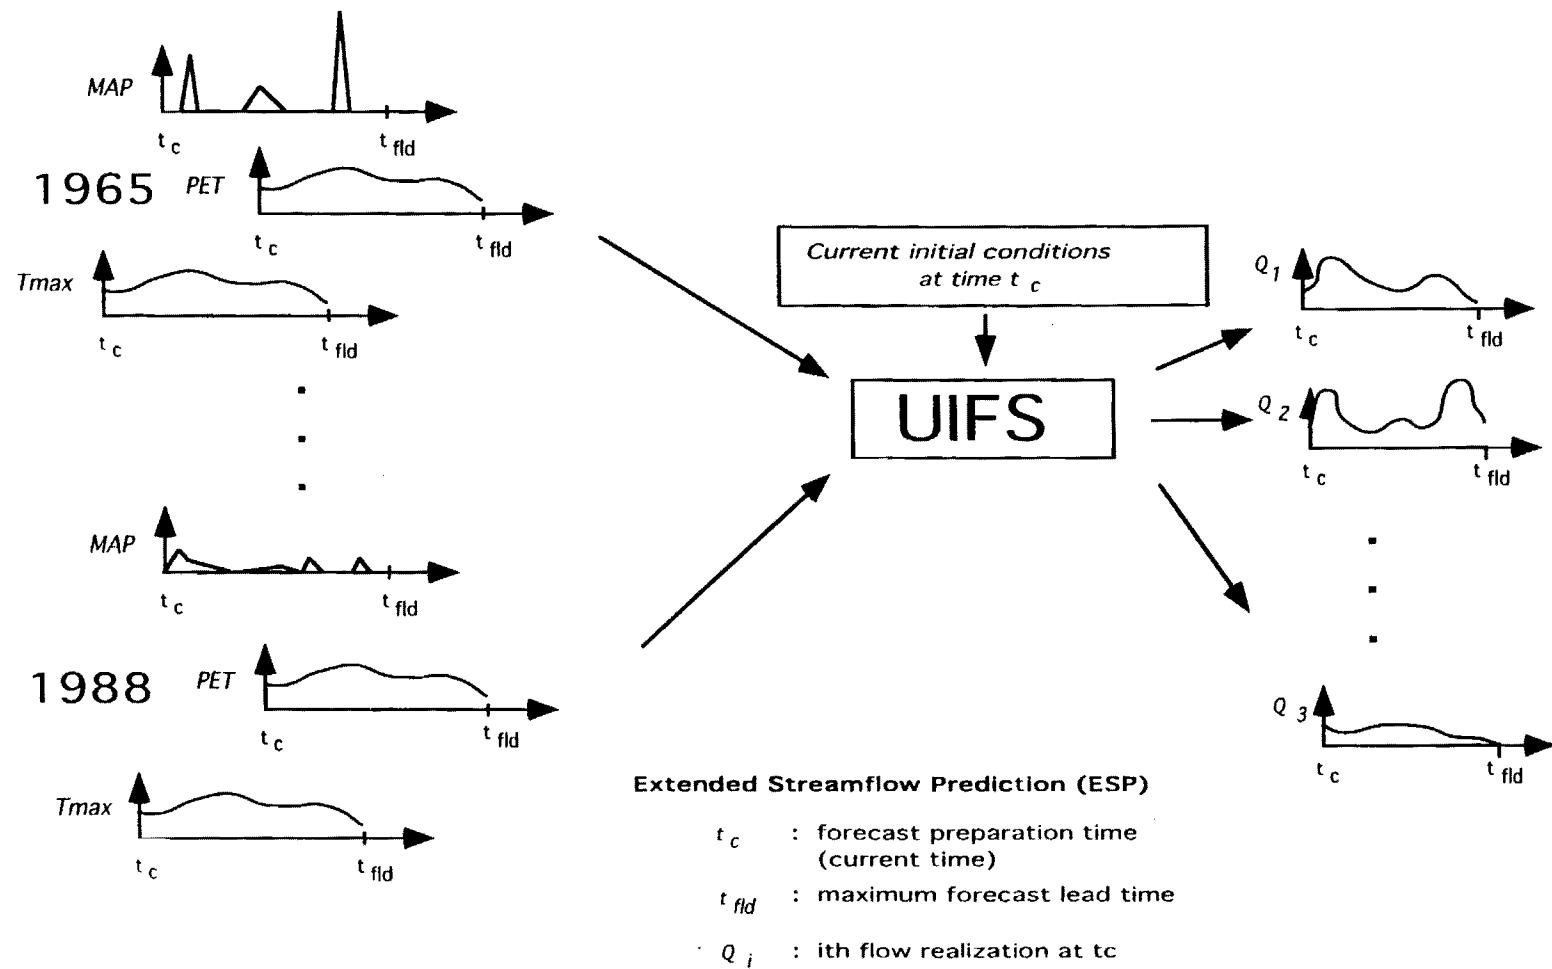 MAP
t c
t fld
1965
PET
t c
t fld
Tmax
t c
t fld
MAP
t c
t fld
1988
PET
t c
t fld
Tmax
t c
t fld
Current initial conditions
at time t c
UIFS
Q 1
t c
t fld
Q 2
t c
t fld
Q 3
t c
t fld
Extended Streamflow Prediction (ESP)
t c : forecast preparation time
(current time)
t fld : maximum forecast lead time
Q i : ith flow realization at tc